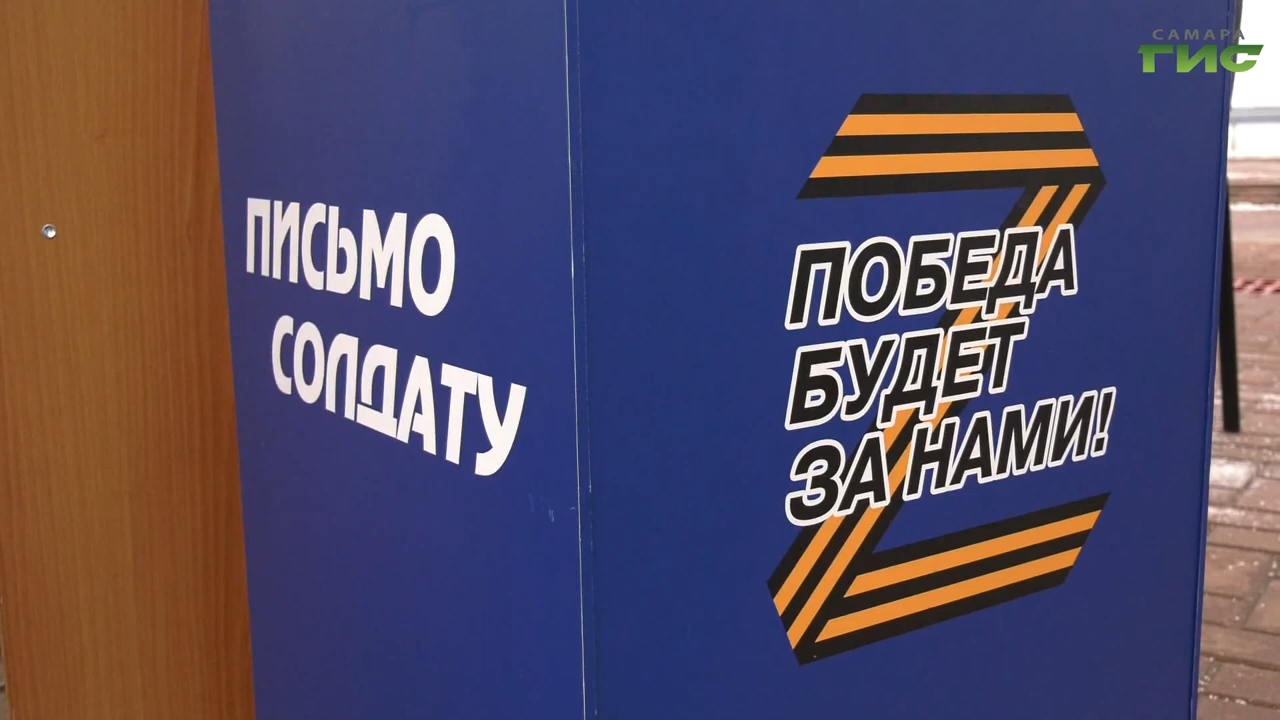 САМАРА
ГИС
ПИСЬМО
СОЛДАТУ
ПОБЕДА
БУДЕТ
ЗА НАМИ!